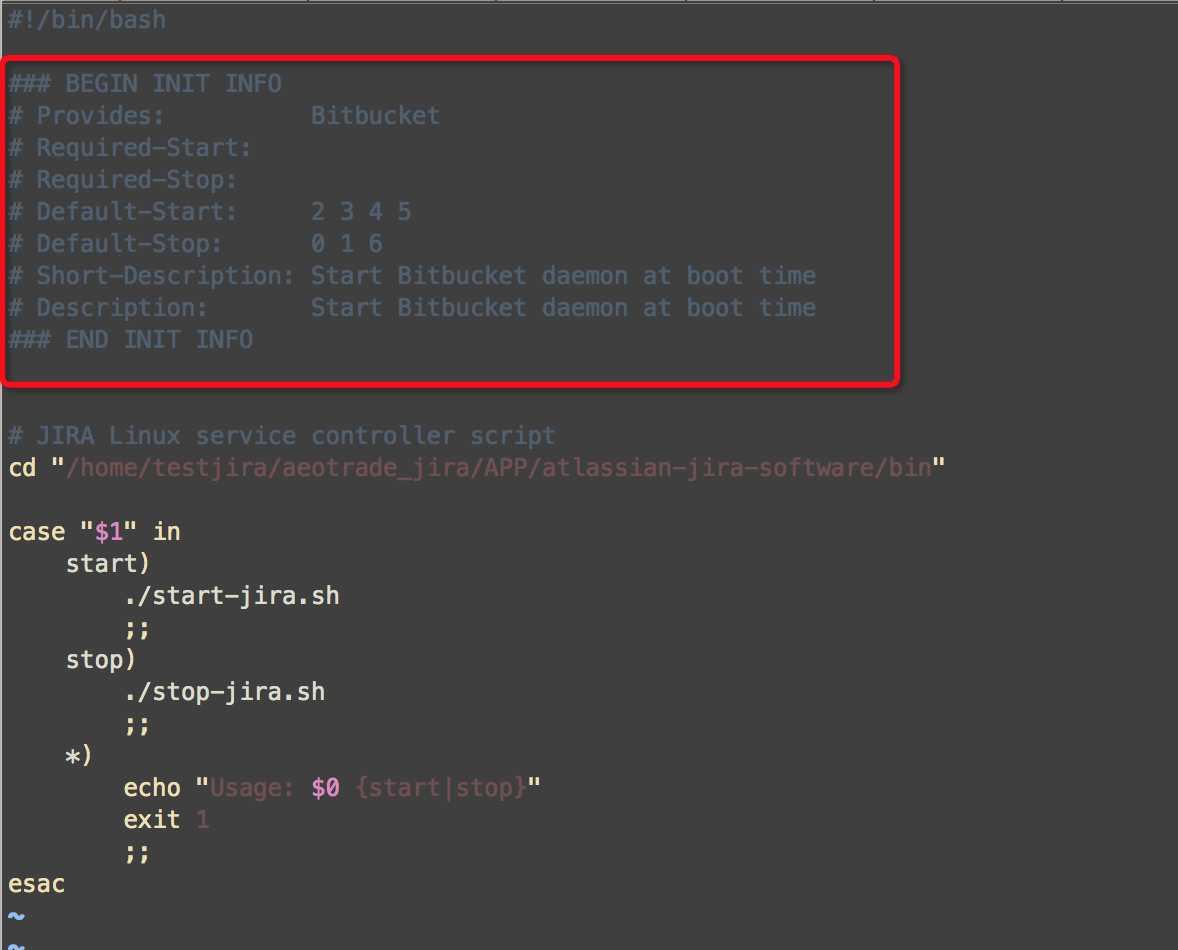 #!/bin/bash
### BEGIN INIT INFO
# Provides:          Bitbucket
# Required-Start:
# Required-Stop:
# Default-Start:     2 3 4 5
# Default-Stop:      0 1 6
# Short-Description: Start Bitbucket daemon at boot time
# Description:       Start Bitbucket daemon at boot time
### END INIT INFO
# JIRA Linux service controller script
cd "/home/testjira/aeotrade_jira/APP/atlassian-jira-software/bin"
case "$1" in
    start)
        ./start-jira.sh
        ;;
    stop)
        ./stop-jira.sh
        ;;
    *)
        echo "Usage: $0 {start|stop}"
        exit 1
        ;;
esac
~
~